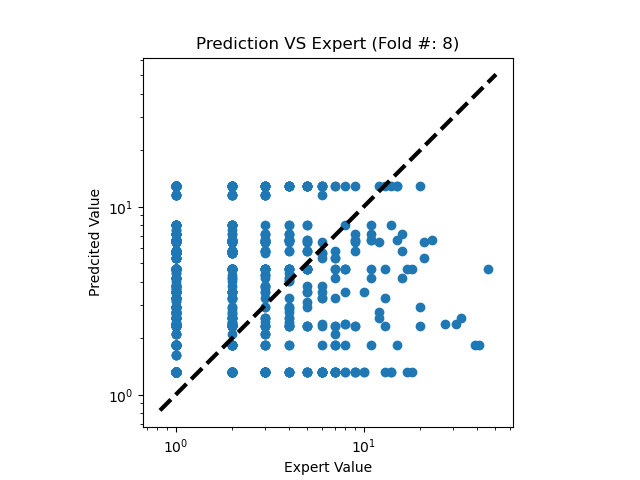 Prediction VS Expert (Fold #: 8)
Predcited Value
10¹
10⁰
10⁰ 10¹
Expert Value